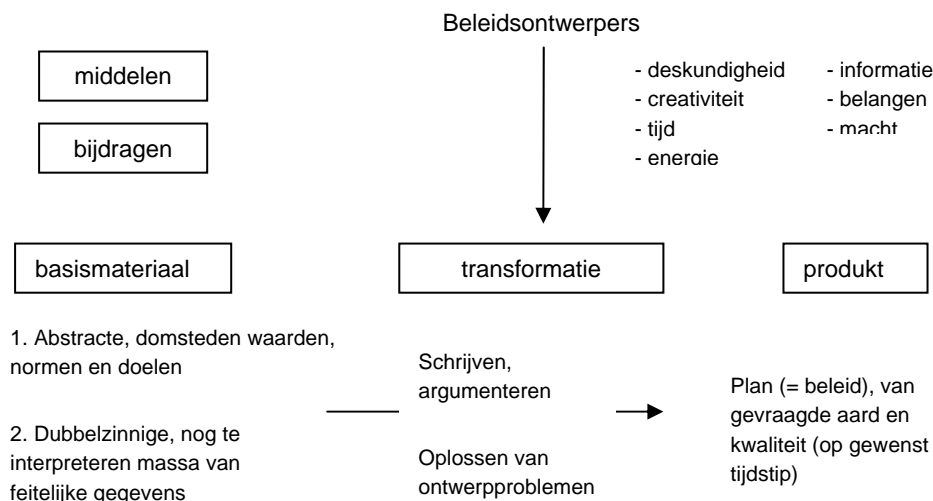 Beleidsontwerpers
middelen
bijdragen
- deskundigheid
- creativiteit
- tijd
- energie
- informatie
- belangen
- macht
basismateriaal
transformatie
produkt
1. Abstracte, domsteden waarden,
normen en doelen
2. Dubbelzinnige, nog te
interpreteren massa van
feitelijke gegevens
Schrijven,
argumenteren
Oplossen van
ontwerpproblemen
Plan (= beleid), van
gevraagde aard en
kwaliteit (op gewenst
tijdstip)